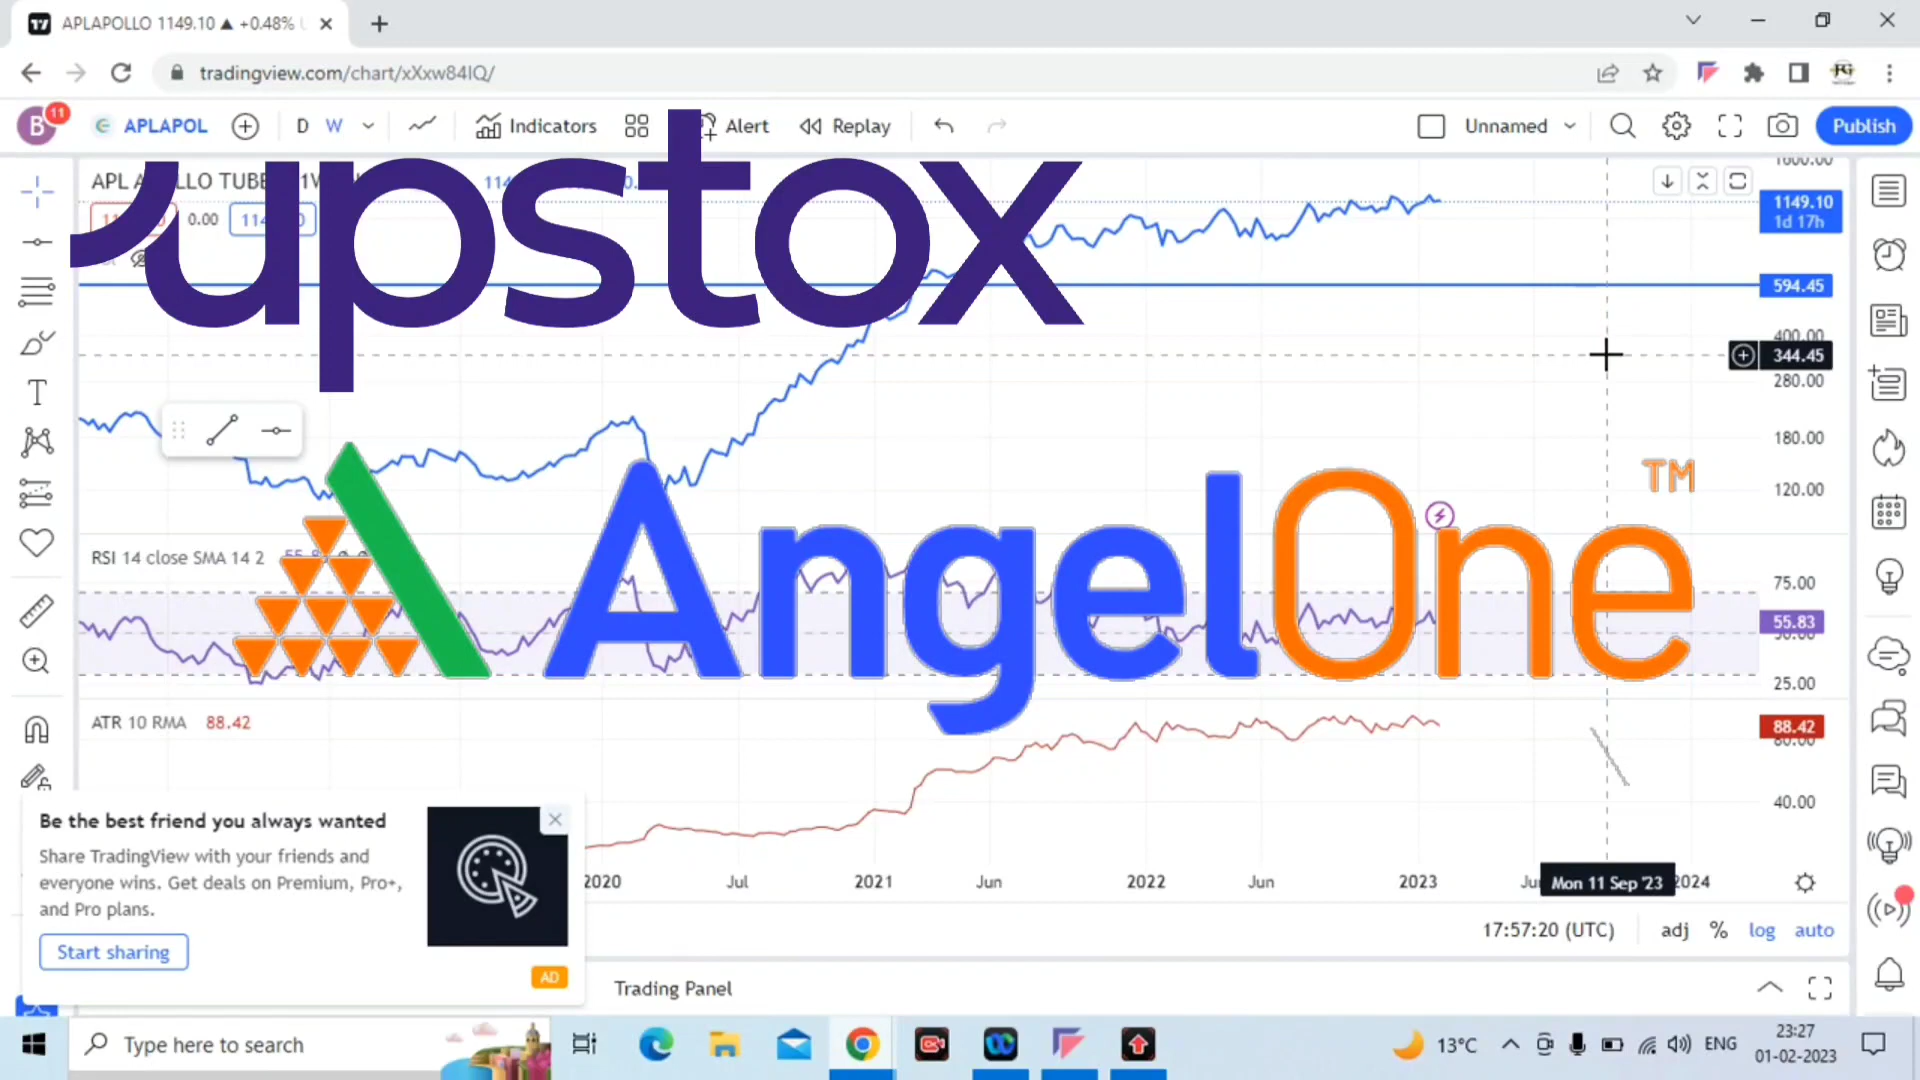 APLAPOLLO 1149.10 ▲ +0.48%
tradingview.com/chart/xXxw84IQ/
B 11 APLAPOL D W Indicators Alert Replay Unnamed Publish
0.00
upstox
1149.10
1d 17h
594.45
400.00
344.45
280.00
180.00
120.00
AngelOne TM
RSI 14 close SMA 14 2
75.00
55.83
25.00
ATR 10 RMA 88.42
88.42
40.00
Be the best friend you always wanted
Share TradingView with your friends and
everyone wins. Get deals on Premium, Pro+,
and Pro plans.
Start sharing
AD
2020 Jul 2021 Jun 2022 Jun 2023 Mon 11 Sep '23 2024
17:57:20 (UTC) adj % log auto
Trading Panel
Type here to search
13°C ENG
23:27
01-02-2023